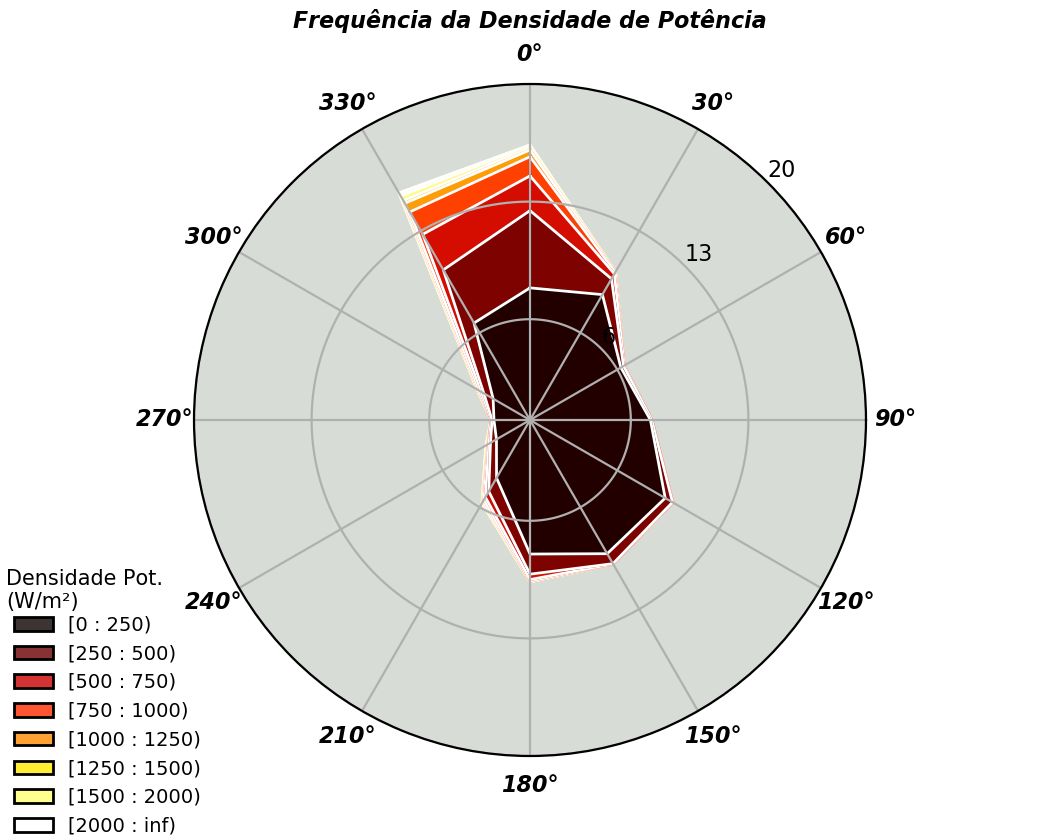 Frequência da Densidade de Potência
0°
330°
30°
20
300°
60°
13
6
270°
90°
Densidade Pot.
(W/m²)
240°
120°
[0 : 250)
[250 : 500)
[500 : 750)
[750 : 1000)
210°
150°
[1000 : 1250)
[1250 : 1500)
180°
[1500 : 2000)
[2000 : inf)